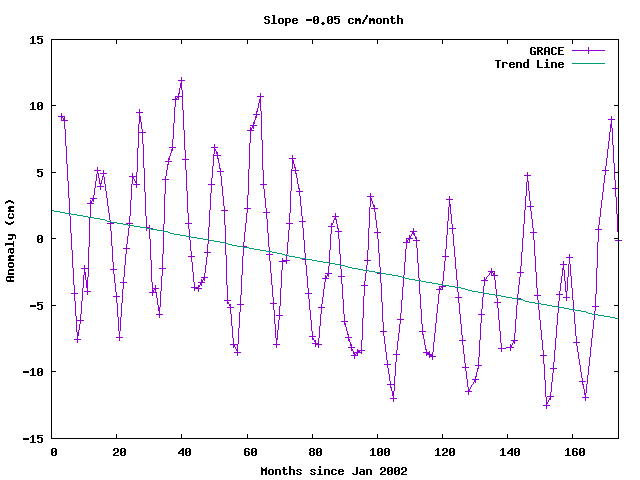 Slope -0.05 cm/month
GRACE
Trend Line
Anomaly (cm)
15
10
5
0
-5
-10
-15
0 20 40 60 80 100 120 140 160
Months since Jan 2002